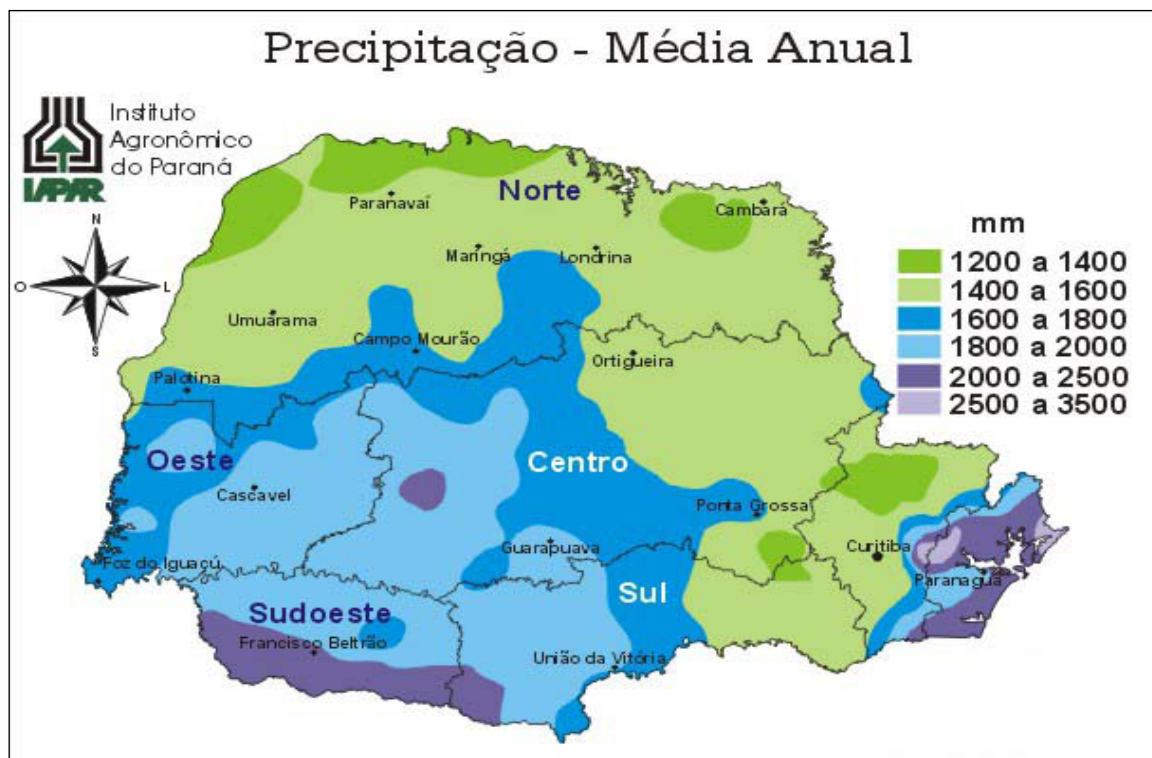 Precipitação - Média Anual
Instituto
Agronômico
do Paraná
IAPAR
N
O
L
S
Norte
Paranavaí
Cambará
Maringá
Londrina
Umuarama
Campo Mourão
Ortigueira
Palotina
Oeste
Centro
Cascavel
Ponta Grossa
Guarapuava
Curitiba
Foz do Iguaçú
Paranaguá
Sul
Sudoeste
Francisco Beltrão
União da Vitória
mm
1200 a 1400
1400 a 1600
1600 a 1800
1800 a 2000
2000 a 2500
2500 a 3500